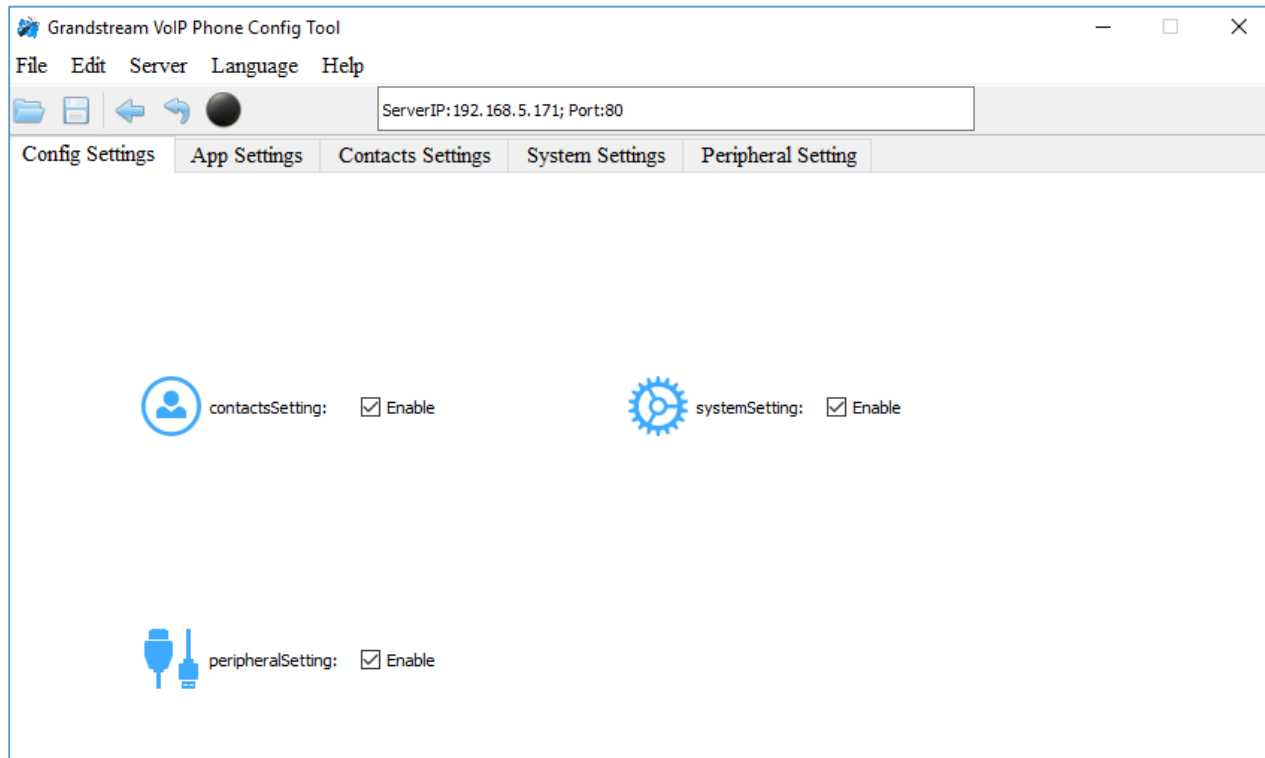 Grandstream VoIP Phone Config Tool
File Edit Server Language Help
ServerIP:192.168.5.171; Port:80
Config Settings App Settings Contacts Settings System Settings Peripheral Setting
contactsSetting: Enable systemSetting: Enable
peripheralSetting: Enable